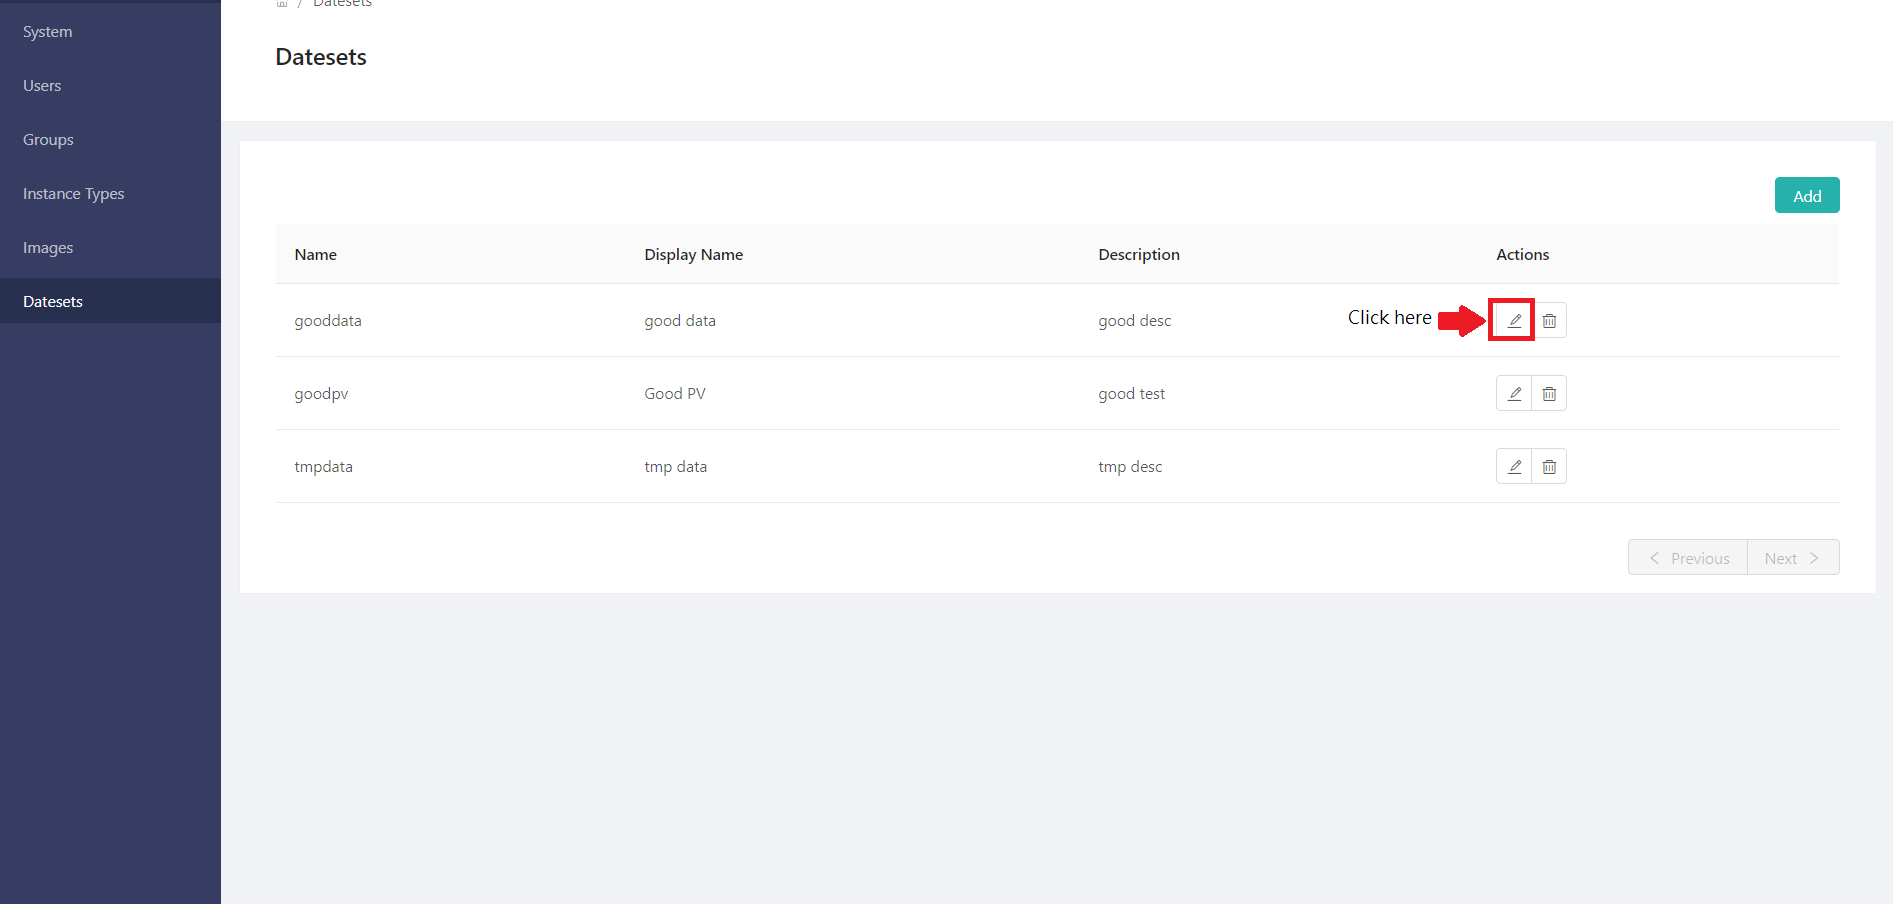 / Datesets
System
Datesets
Users
Groups
Instance Types
Add
Images
Name Display Name Description Actions
Datesets
gooddata good data good desc Click here
goodpv Good PV good test
tmpdata tmp data tmp desc
< Previous Next >